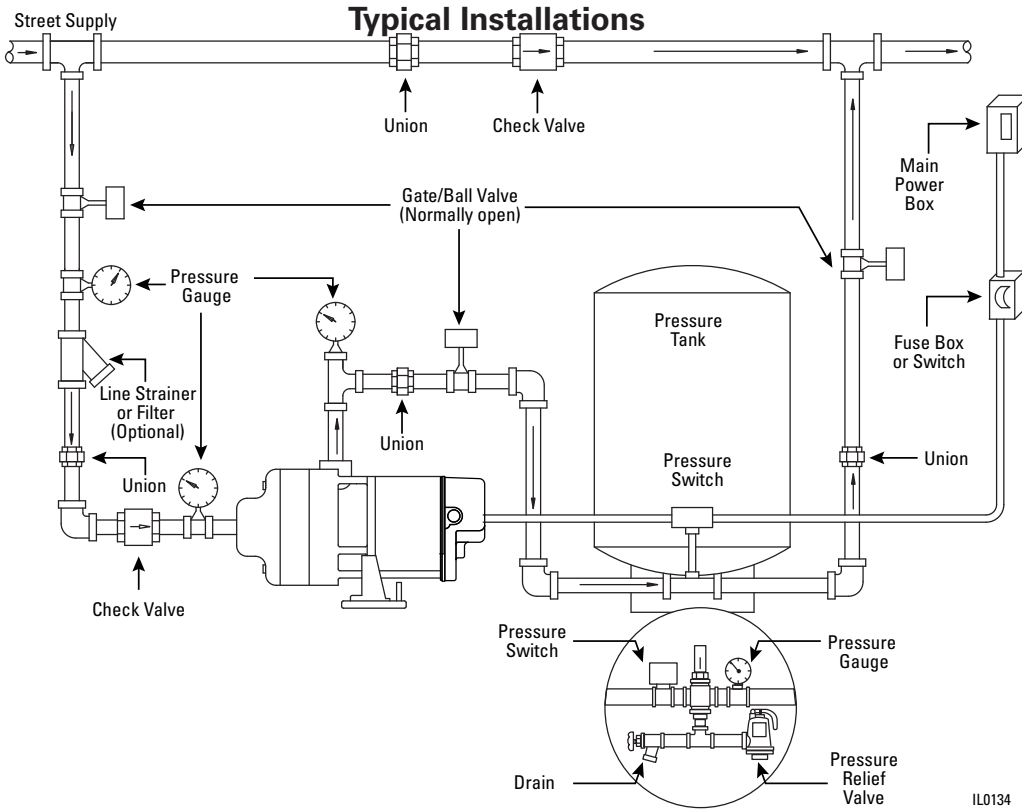 Typical Installations
Street Supply
Union
Check Valve
Main
Power
Box
Gate/Ball Valve
(Normally open)
Pressure
Gauge
Pressure
Tank
Fuse Box
or Switch
Line Strainer
or Filter
(Optional)
Union
Union
Pressure
Switch
Union
Check Valve
Pressure
Switch
Pressure
Gauge
Drain
Pressure
Relief
Valve
IL0134